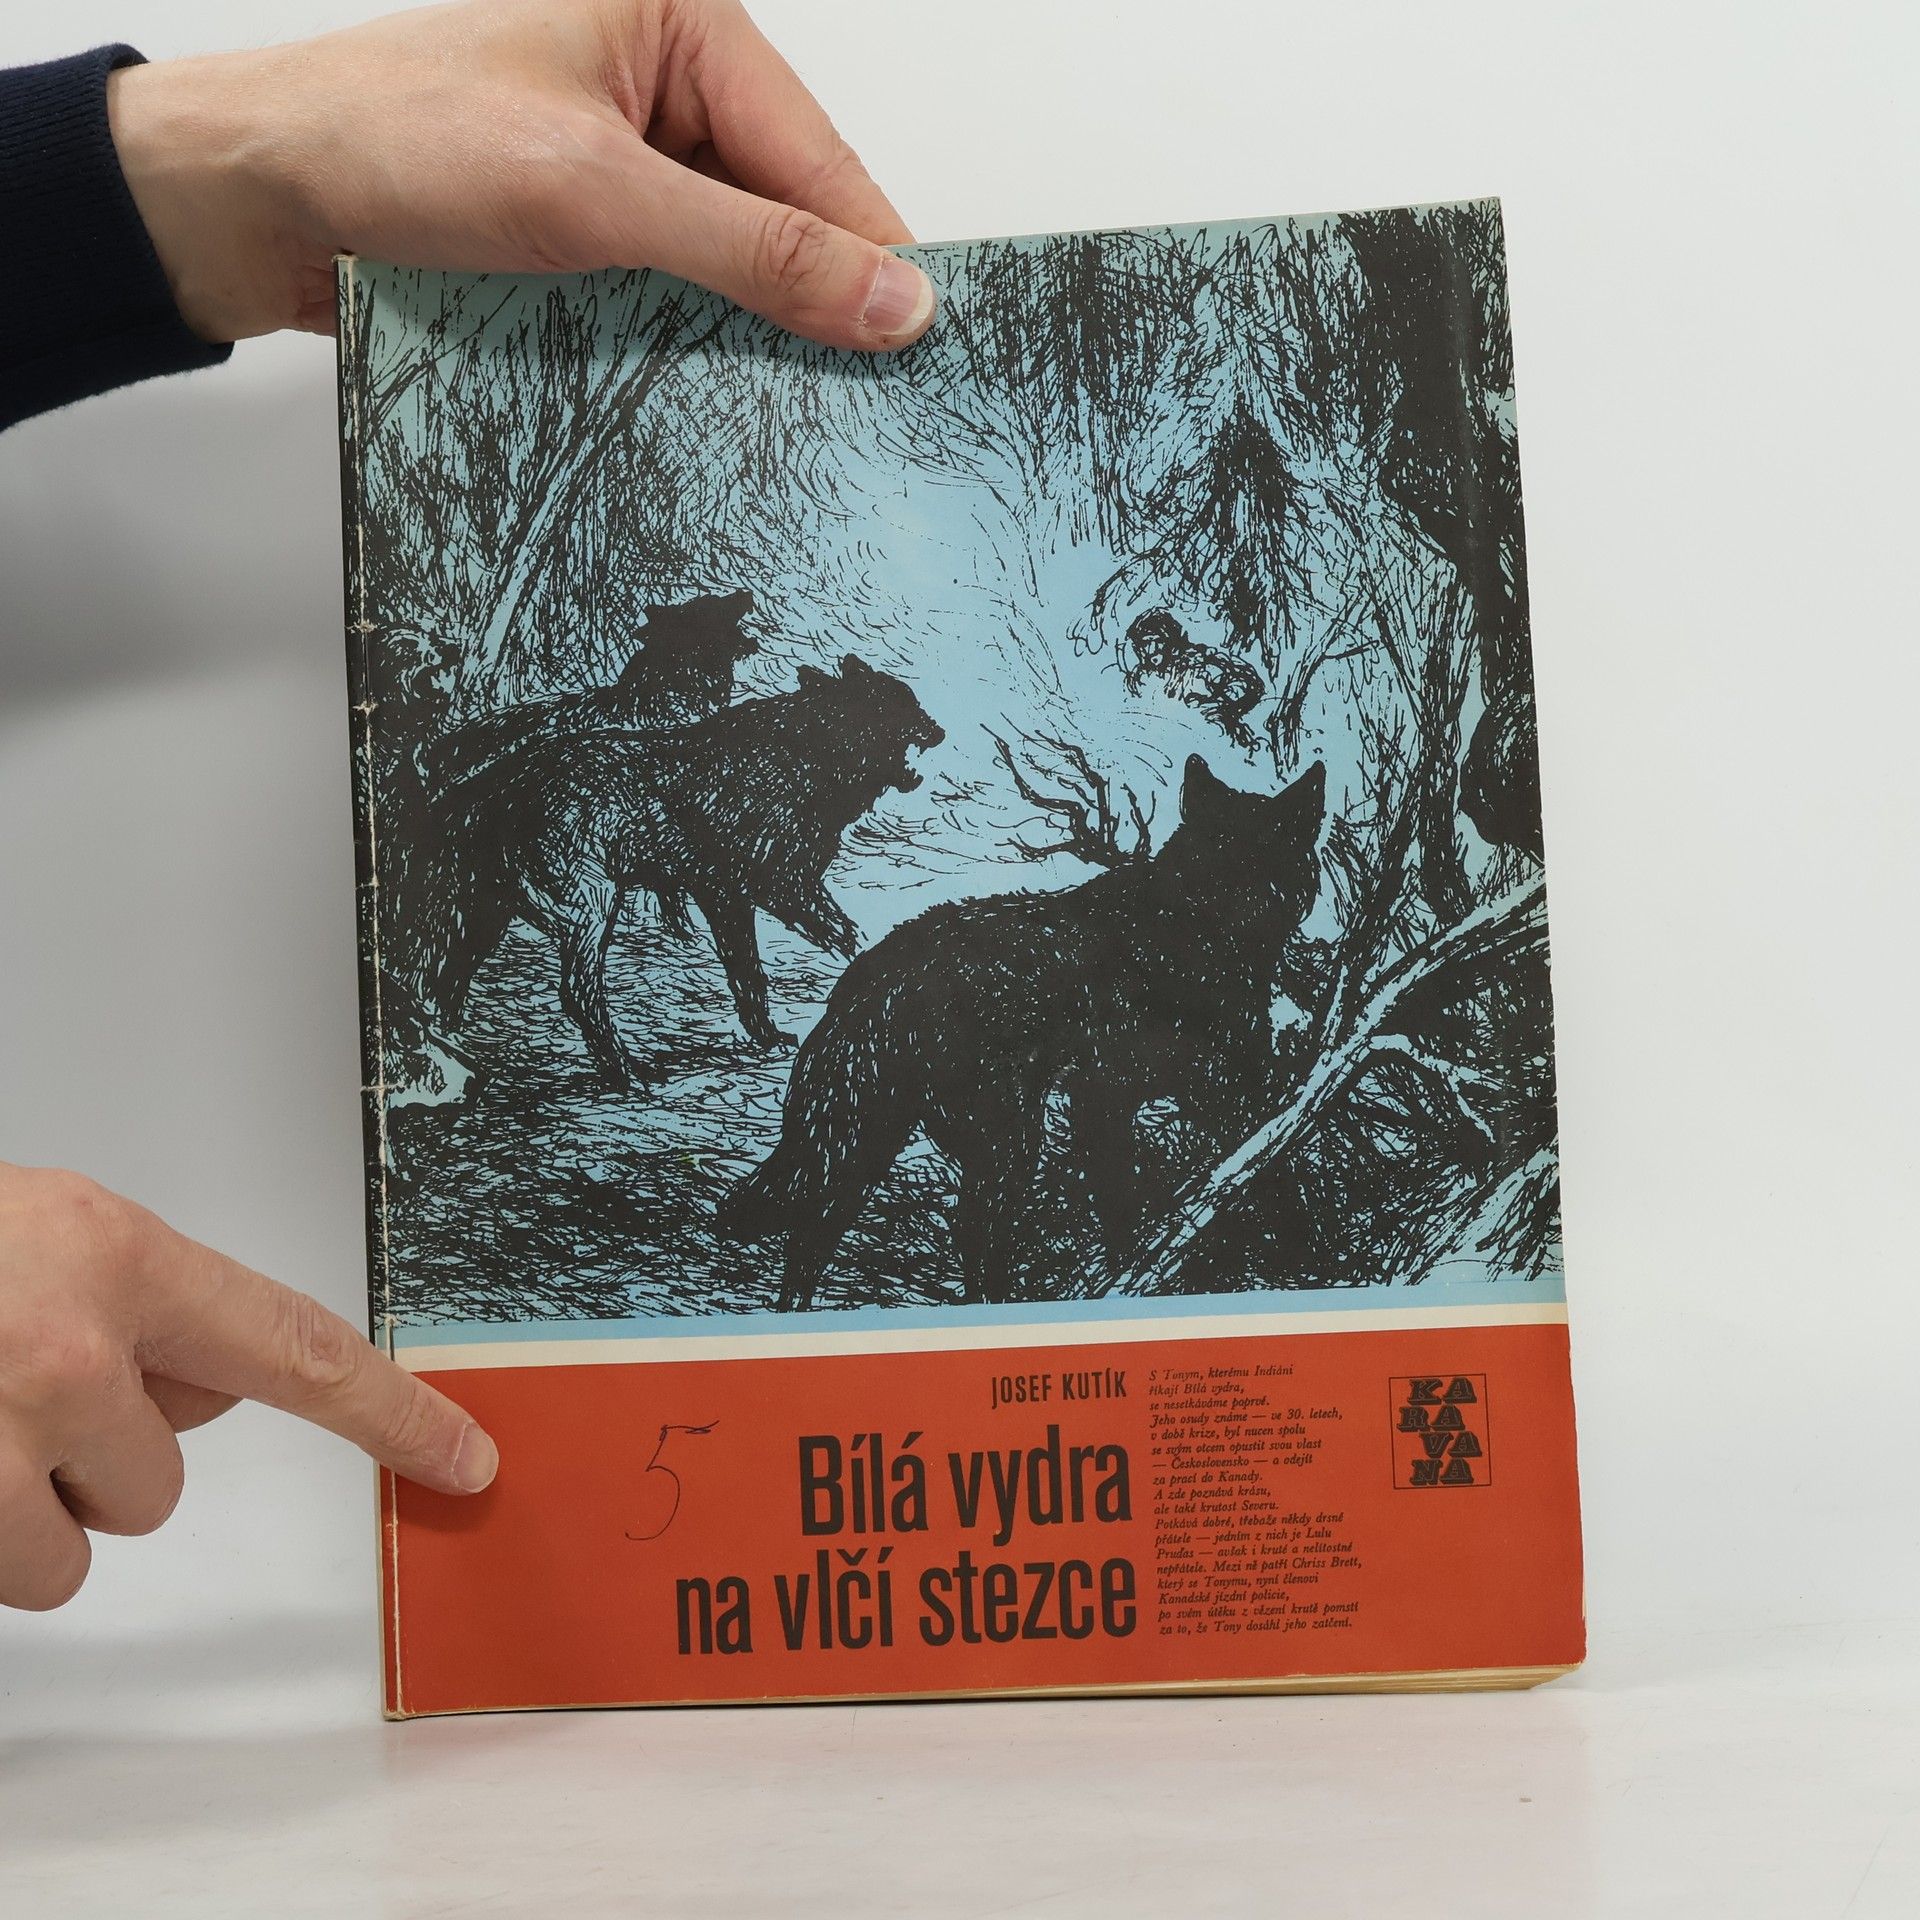 JOSEF KUTÍK
5
Bílá vydra
na vlčí stezce
S Tonym, kterému Indiáni
říkají Bílá vydra,
se nesetkáváme poprvé.
Jeho osudy známe — ve 30. letech,
v době krize, byl nucen spolu
se svým otcem opustit svou vlast
— Československo — a odejít
za prací do Kanady.
A zde poznává krásu,
ale také krutost Severu.
Potkává dobré, třebaže někdy drsné
přátele — jedním z nich je Lulu
Pruďas — avšak i kruté a nelítostné
nepřátele. Mezi ně patří Chriss Brett,
který se Tonymu, nyní členovi
Kanadské jízdní policie,
po svém útěku z vězení krutě pomstí
za to, že Tony dosáhl jeho zatčení.
KA
RA
VA
NA